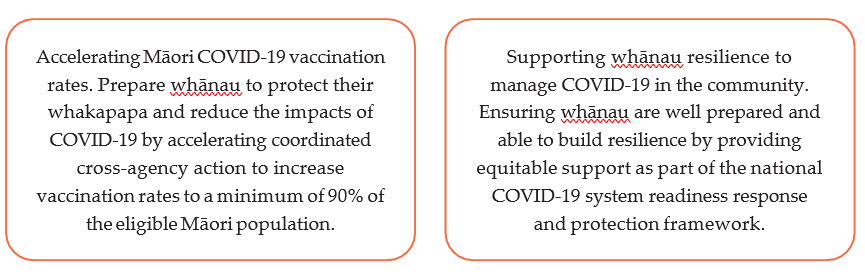 Accelerating Māori COVID-19 vaccination
rates. Prepare whānau to protect their
whakapapa and reduce the impacts of
COVID-19 by accelerating coordinated
cross-agency action to increase
vaccination rates to a minimum of 90% of
the eligible Māori population.
Supporting whānau resilience to
manage COVID-19 in the community.
Ensuring whānau are well prepared and
able to build resilience by providing
equitable support as part of the national
COVID-19 system readiness response
and protection framework.